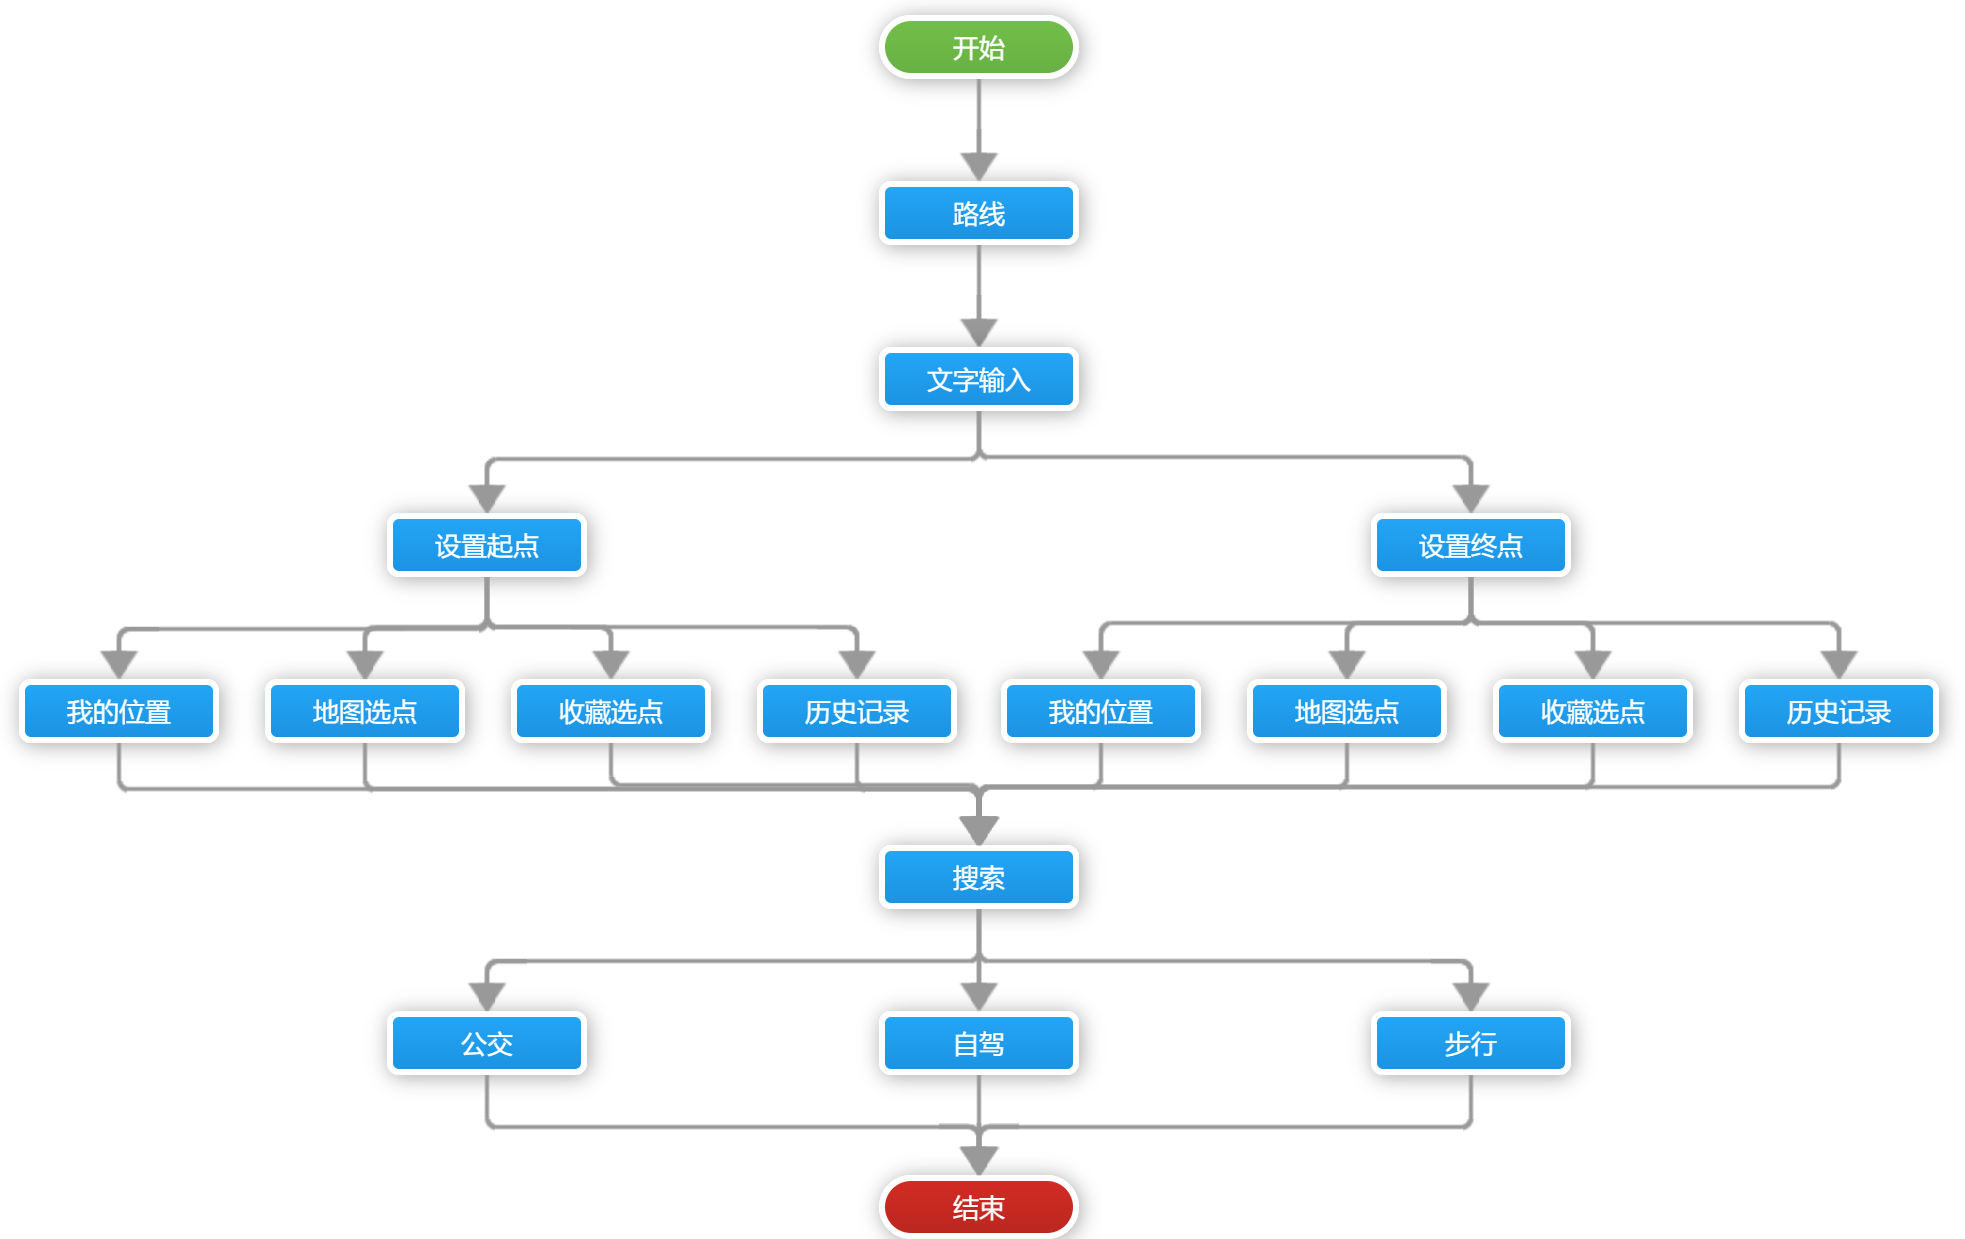 开始
路线
文字输入
设置起点
设置终点
我的位置
地图选点
收藏选点
历史记录
我的位置
地图选点
收藏选点
历史记录
搜索
公交
自驾
步行
结束